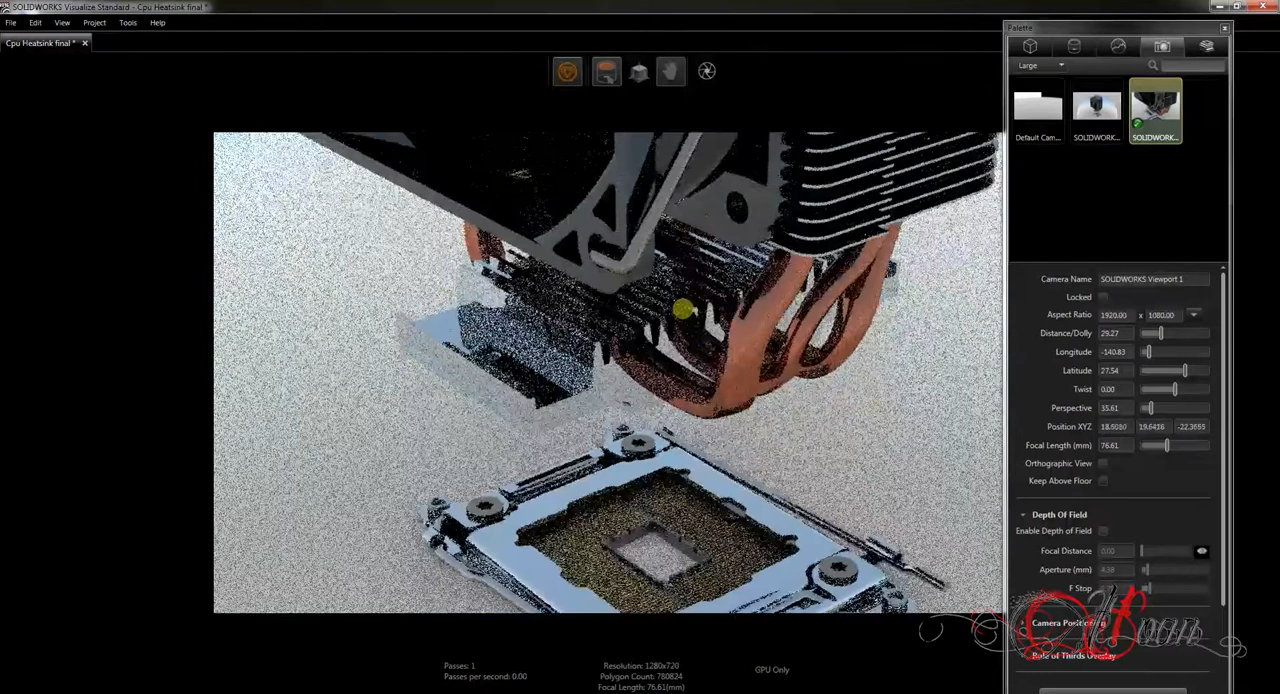 SOLIDWORKS Visualize Standard - Cpu Heatsink final *
File Edit View Project Tools Help
Cpu Heatsink final * ×
Palette
Large
Default Cam... SOLIDWORK... SOLIDWORK...
Camera Name SOLIDWORKS Viewport 1
Locked
Aspect Ratio 1920.00 x 1080.00
Distance/Dolly 29.27
Longitude -140.83
Latitude 27.54
Twist 0.00
Perspective 35.61
Position XYZ 18.5080 19.6416 -22.3655
Focal Length (mm) 76.61
Orthographic View
Keep Above Floor
Depth Of Field
Enable Depth of Field
Focal Distance 0.00
Aperture (mm) 4.38
F Stop
Camera Positioning
Rule of Thirds Overlay
Passes: 1
Passes per second: 0.00
Resolution: 1280x720
Polygon Count: 780824
Focal Length: 76.61(mm)
GPU Only